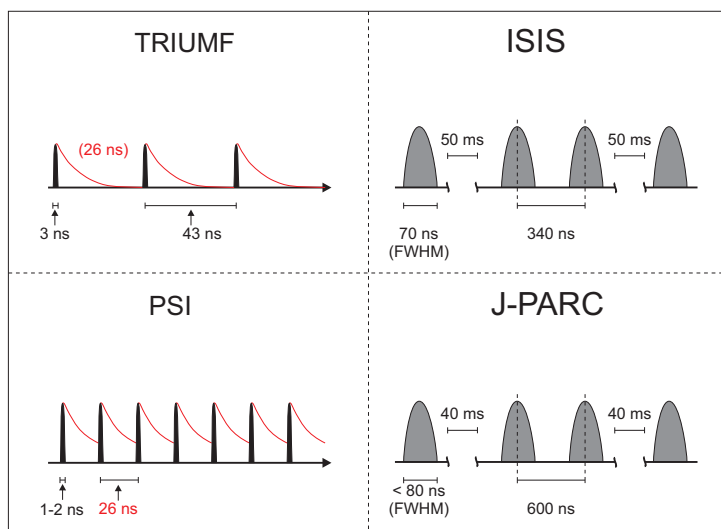 TRIUMF
(26 ns)
3 ns
43 ns
ISIS
50 ms
50 ms
70 ns
(FWHM)
340 ns
PSI
1-2 ns
26 ns
J-PARC
40 ms
40 ms
< 80 ns
(FWHM)
600 ns